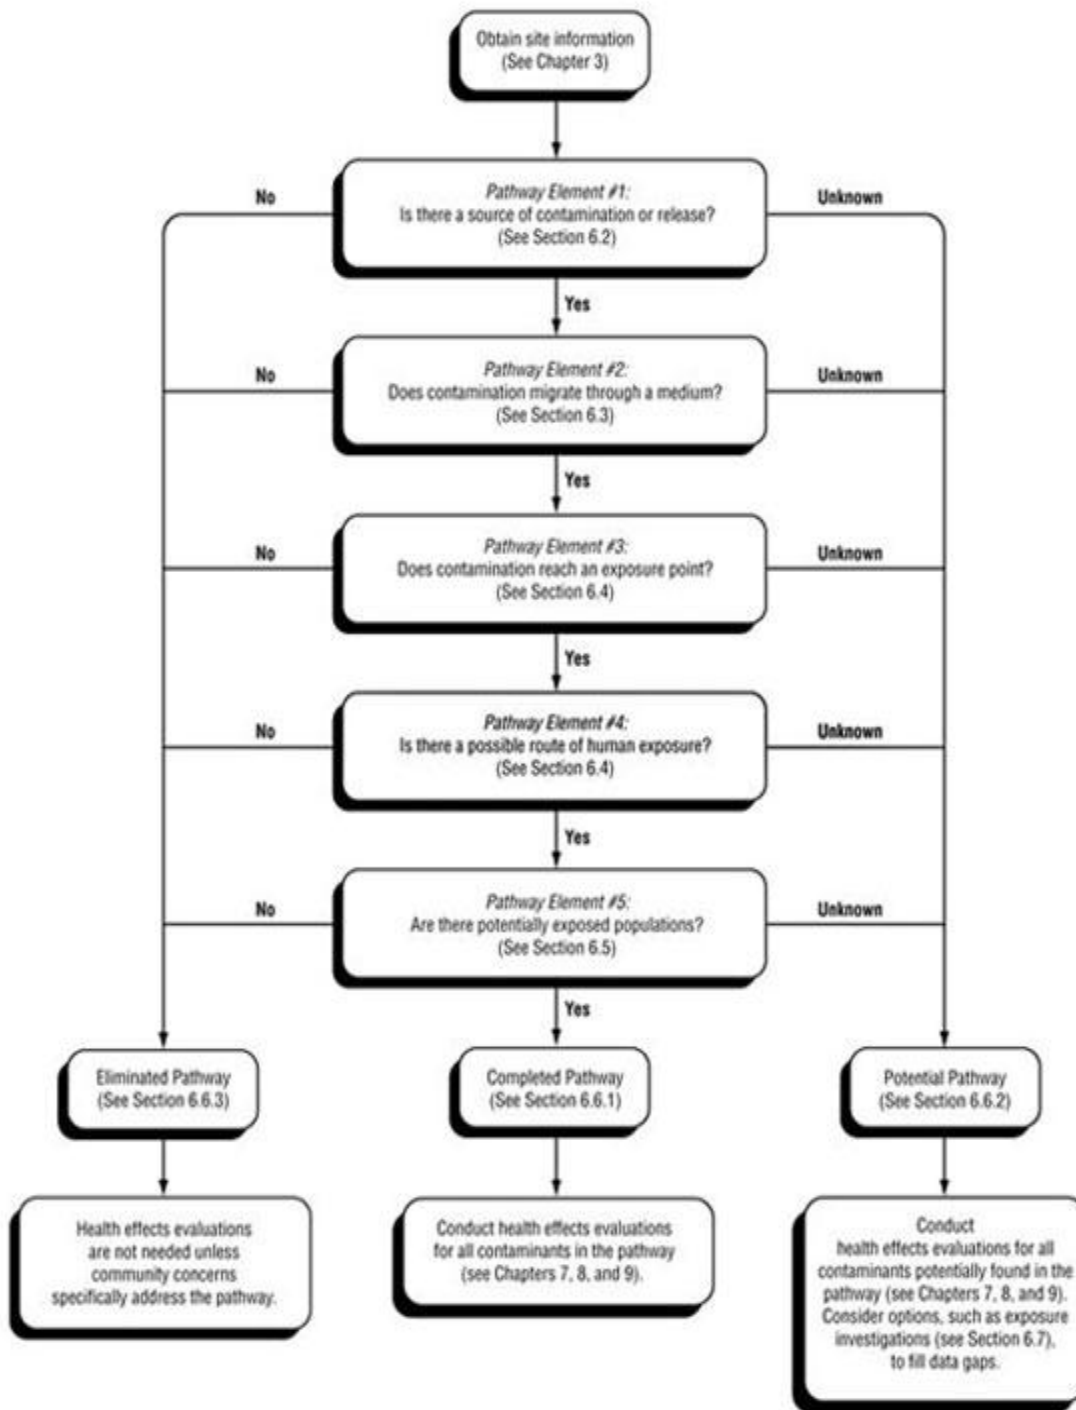 Obtain site information
(See Chapter 3)
Pathway Element #1:
Is there a source of contamination or release?
(See Section 6.2)
No
Unknown
Yes
Pathway Element #2:
Does contamination migrate through a medium?
(See Section 6.3)
No
Unknown
Yes
Pathway Element #3:
Does contamination reach an exposure point?
(See Section 6.4)
No
Unknown
Yes
Pathway Element #4:
Is there a possible route of human exposure?
(See Section 6.4)
No
Unknown
Yes
Pathway Element #5:
Are there potentially exposed populations?
(See Section 6.5)
No
Unknown
Yes
Eliminated Pathway
(See Section 6.6.3)
Completed Pathway
(See Section 6.6.1)
Potential Pathway
(See Section 6.6.2)
Health effects evaluations
are not needed unless
community concerns
specifically address the pathway.
Conduct health effects evaluations
for all contaminants in the pathway
(see Chapters 7, 8, and 9).
Conduct
health effects evaluations for all
contaminants potentially found in the
pathway (see Chapters 7, 8, and 9).
Consider options, such as exposure
investigations (see Section 6.7),
to fill data gaps.